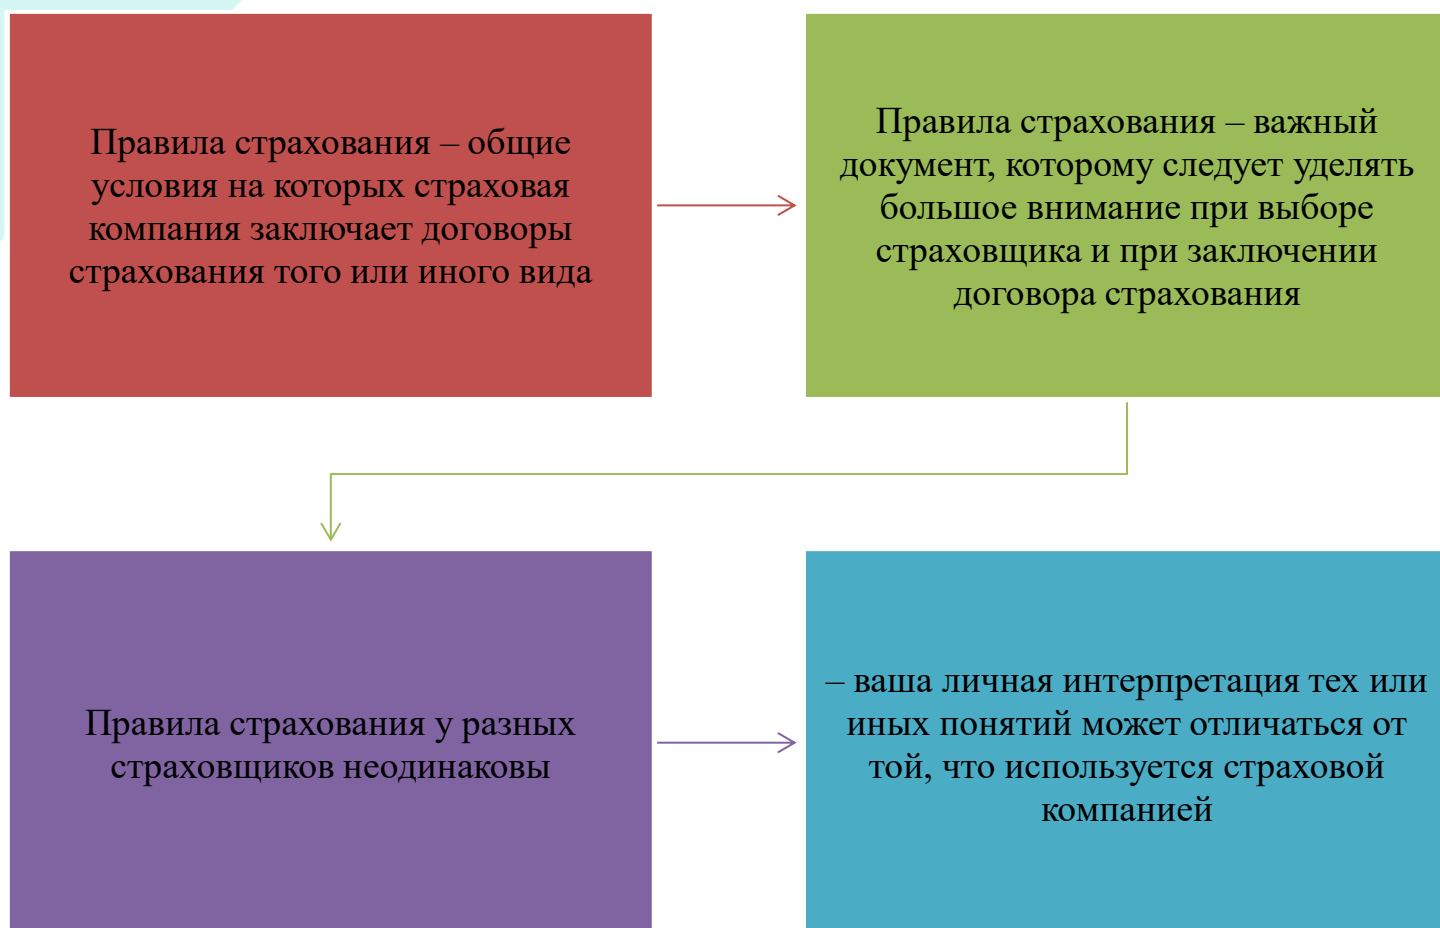 Правила страхования – общие
условия на которых страховая
компания заключает договоры
страхования того или иного вида
Правила страхования – важный
документ, которому следует уделять
большое внимание при выборе
страховщика и при заключении
договора страхования
Правила страхования у разных
страховщиков неодинаковы
– ваша личная интерпретация тех или
иных понятий может отличаться от
той, что используется страховой
компанией